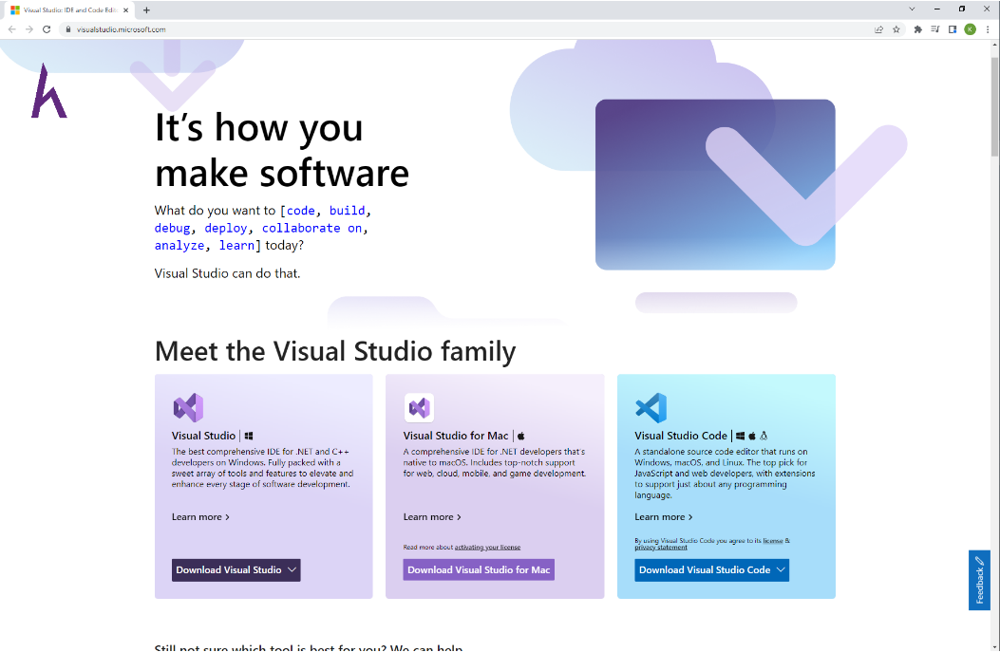 Visual Studio: IDE and Code Edit
visualstudio.microsoft.com
K
h
It's how you
make software
What do you want to [code, build,
debug, deploy, collaborate on,
analyze, learn] today?
Visual Studio can do that.
Meet the Visual Studio family
Visual Studio |
The best comprehensive IDE for .NET and C++
developers on Windows. Fully packed with a
sweet array of tools and features to elevate and
enhance every stage of software development.
Learn more >
Download Visual Studio
Visual Studio for Mac |
A comprehensive IDE for .NET developers that's
native to macOS. Includes top-notch support
for web, cloud, mobile, and game development.
Learn more >
Read more about activating your license
Download Visual Studio for Mac
Visual Studio Code |
A standalone source code editor that runs on
Windows, macOS, and Linux. The top pick for
JavaScript and web developers, with extensions
to support just about any programming
language.
Learn more >
By using Visual Studio Code you agree to its license &
privacy statement
Download Visual Studio Code
Feedback
Still not sure which tool is best for you? We can help